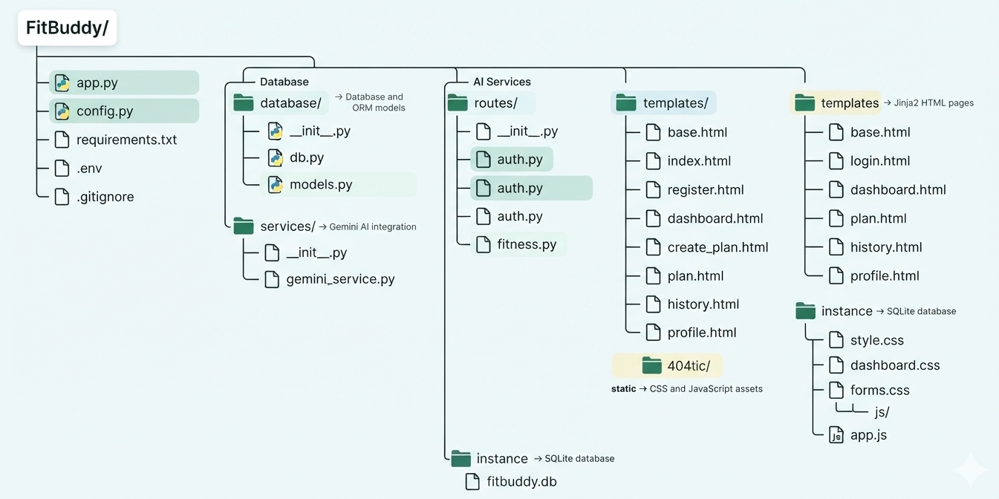 FitBuddy/
app.py
config.py
requirements.txt
.env
.gitignore
Database
database/ → Database and
ORM models
__init__.py
db.py
models.py
services/ → Gemini AI integration
__init__.py
gemini_service.py
AI Services
routes/
__init__.py
auth.py
auth.py
auth.py
fitness.py
instance → SQLite database
fitbuddy.db
templates/
base.html
index.html
register.html
dashboard.html
create_plan.html
plan.html
history.html
profile.html
404tic/
static → CSS and JavaScript assets
templates → Jinja2 HTML pages
base.html
login.html
dashboard.html
plan.html
history.html
profile.html
instance → SQLite database
style.css
dashboard.css
forms.css
js/
JS app.js